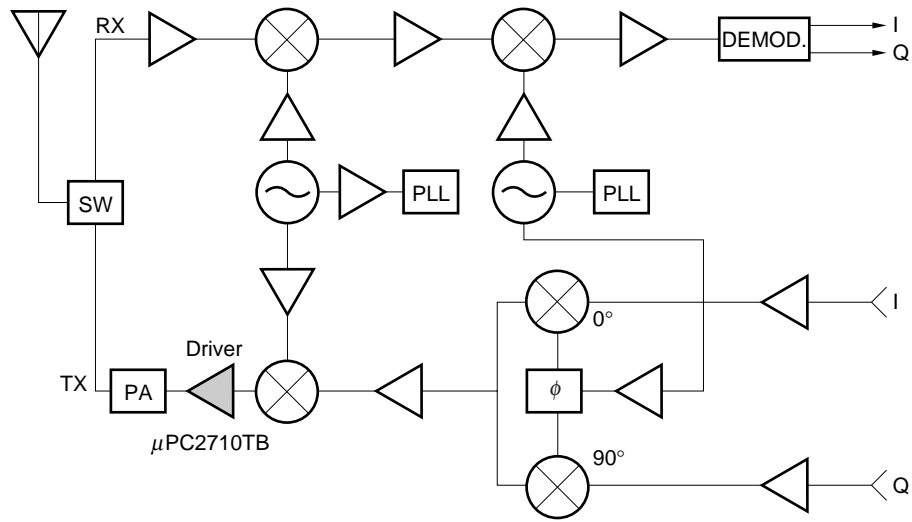 RX
DEMOD.
I
Q
SW
PLL
PLL
0°
I
Driver
TX
PA
ϕ
μPC2710TB
90°
Q